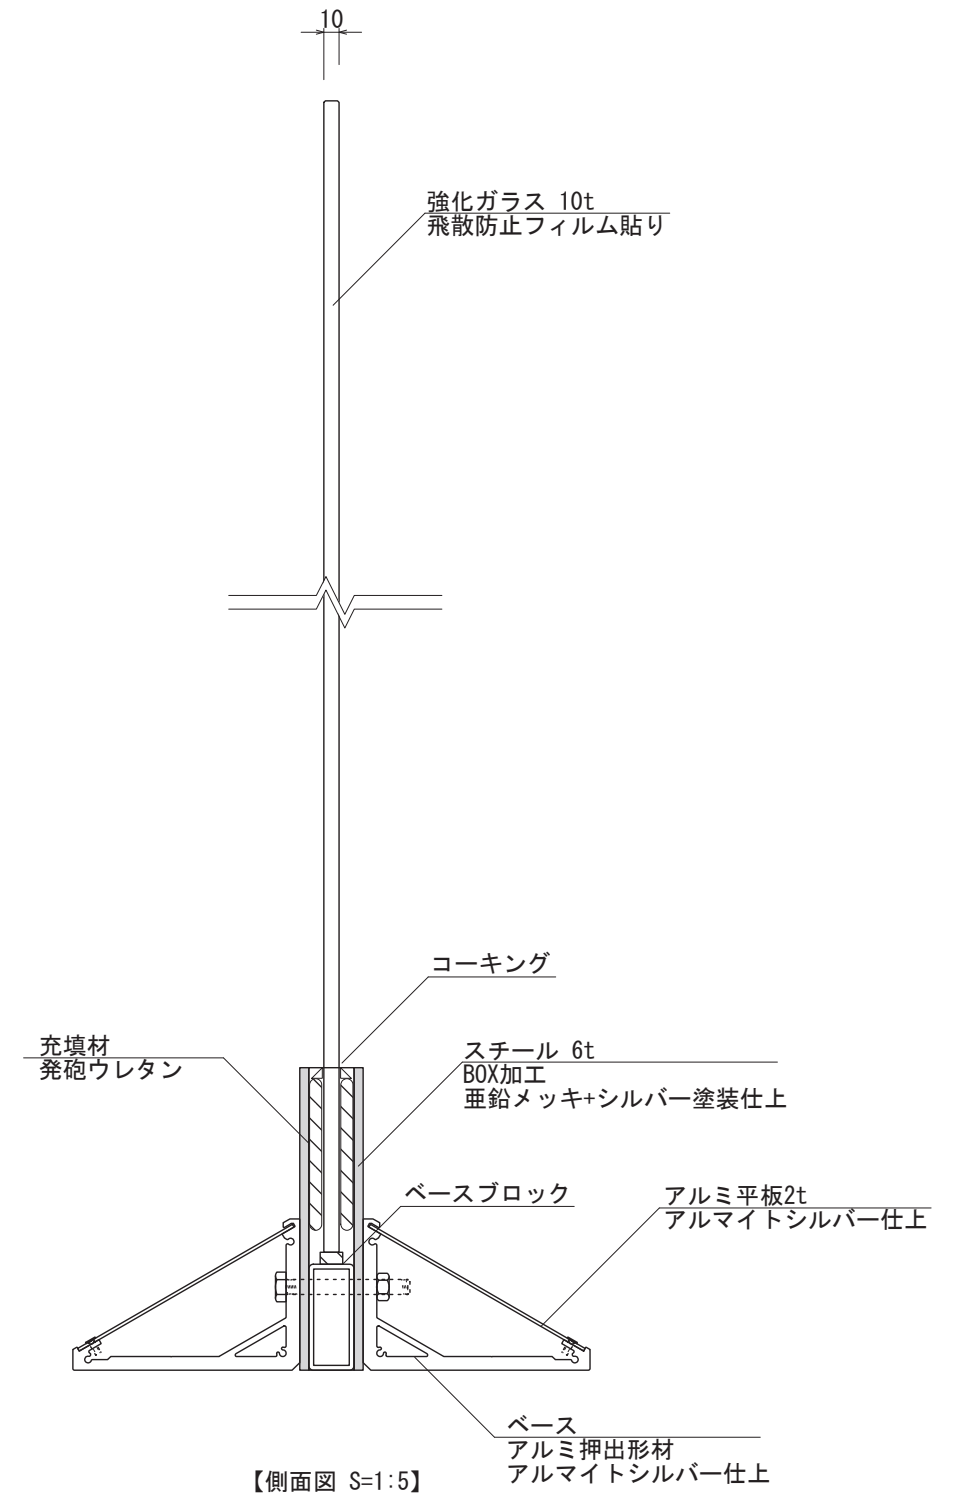 10
強化ガラス 10t
飛散防止フィルム貼り
コーキング
充填材
発砲ウレタン
スチール 6t
BOX加工
亜鉛メッキ+シルバー塗装仕上
ベースブロック
アルミ平板2t
アルマイトシルバー仕上
ベース
アルミ押出形材
アルマイトシルバー仕上
【側面図 S=1:5】